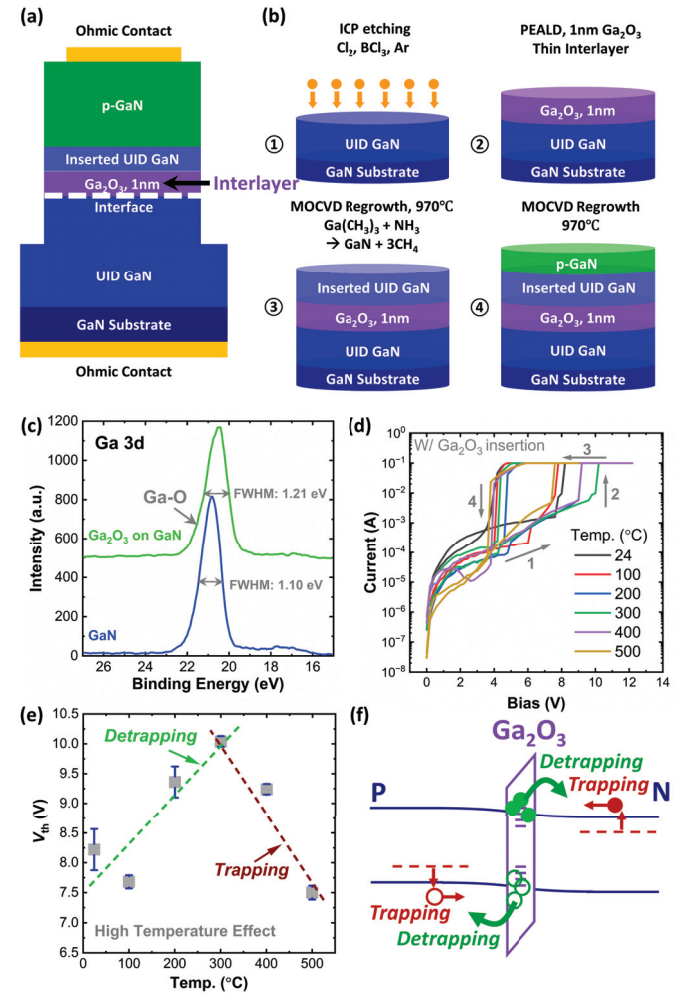 (a)
Ohmic Contact
p-GaN
Inserted UID GaN
Ga₂O₃, 1nm
Interlayer
Interface
UID GaN
GaN Substrate
Ohmic Contact
(b)
ICP etching
Cl₂, BCl₃, Ar
①
UID GaN
GaN Substrate
PEALD, 1nm Ga₂O₃
Thin Interlayer
②
Ga₂O₃, 1nm
UID GaN
GaN Substrate
MOCVD Regrowth, 970℃
Ga(CH₃)₃ + NH₃
→ GaN + 3CH₄
③
Inserted UID GaN
Ga₂O₃, 1nm
UID GaN
GaN Substrate
MOCVD Regrowth
970℃
④
p-GaN
Inserted UID GaN
Ga₂O₃, 1nm
UID GaN
GaN Substrate
(c)
Ga 3d
Ga-O
FWHM: 1.21 eV
Ga₂O₃ on GaN
FWHM: 1.10 eV
GaN
Intensity (a.u.)
1200
1000
800
600
400
200
0
26 24 22 20 18 16
Binding Energy (eV)
(d)
W/ Ga₂O₃ insertion
3
2
4
1
Temp. (°C)
24
100
200
300
400
500
Current (A)
10⁰
10⁻¹
10⁻²
10⁻³
10⁻⁴
10⁻⁵
10⁻⁶
10⁻⁷
10⁻⁸
0 2 4 6 8 10 12 14
Bias (V)
(e)
Detrapping
Trapping
High Temperature Effect
Vth (V)
10.5
10.0
9.5
9.0
8.5
8.0
7.5
7.0
6.5
0 100 200 300 400 500
Temp. (°C)
(f)
Ga₂O₃
Detrapping
Trapping
P
N
Trapping
Detrapping